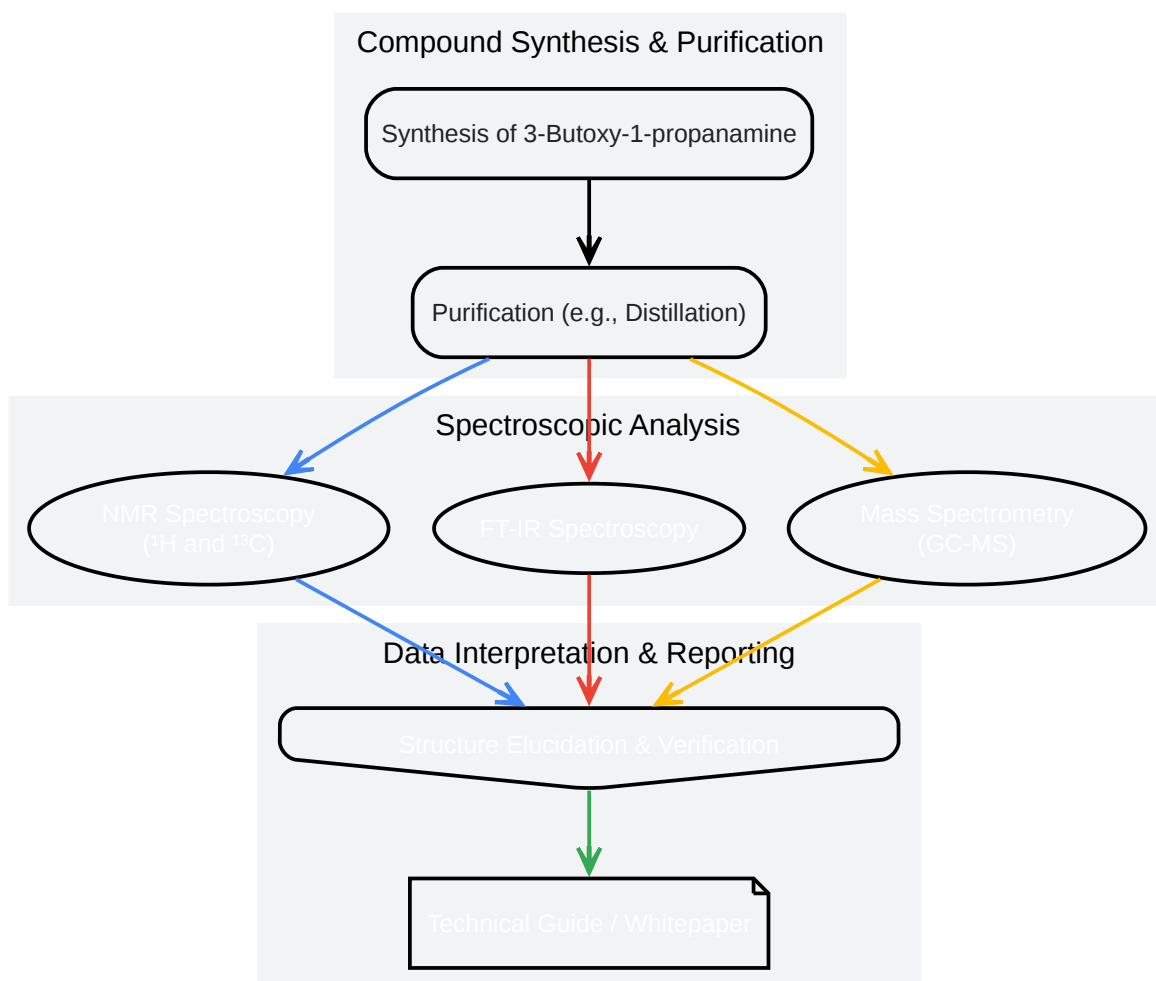 Compound Synthesis & Purification
Synthesis of 3-Butoxy-1-propanamine
Purification (e.g., Distillation)
Spectroscopic Analysis
NMR Spectroscopy
(¹H and ¹³C)
FT-IR Spectroscopy
Mass Spectrometry
(GC-MS)
Data Interpretation & Reporting
Structure Elucidation & Verification
Technical Guide / Whitepaper